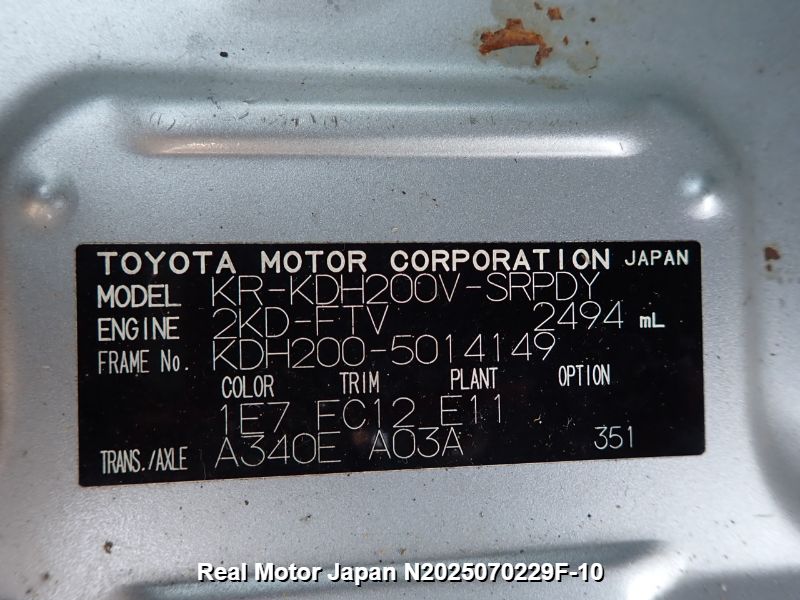 TOYOTA MOTOR CORPORATION JAPAN
MODEL KR-KDH200V-SRPDY
ENGINE 2KD-FTV 2494 mL
FRAME No. KDH200-5014149
COLOR TRIM PLANT OPTION
1E7 FC12 E11
TRANS./AXLE A340E A03A 351
Real Motor Japan N2025070229F-10